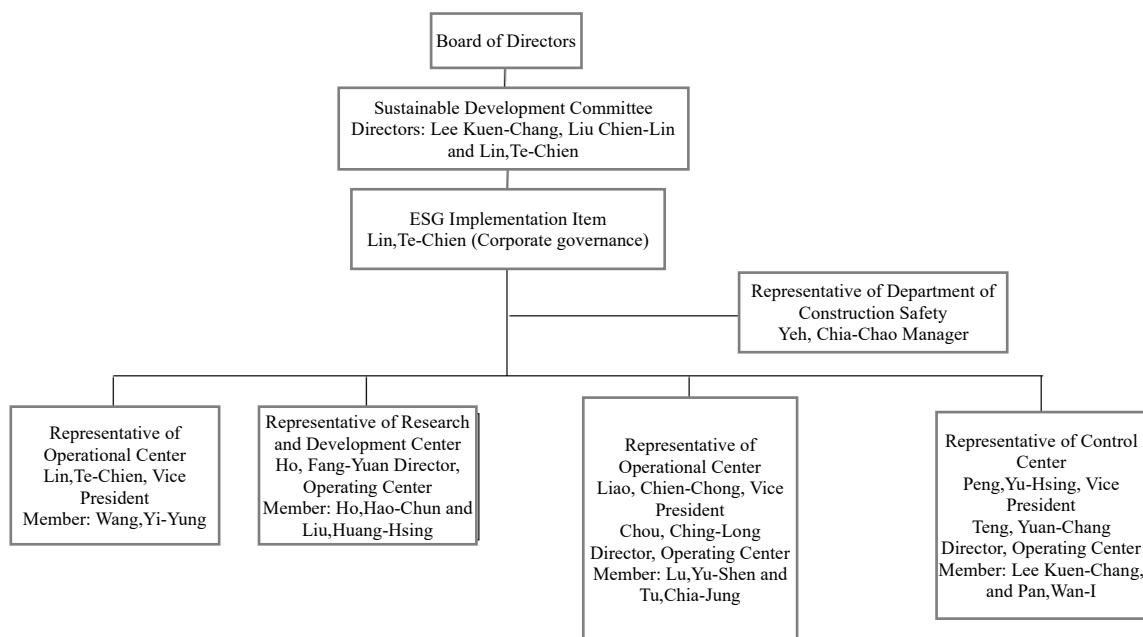 Board of Directors
Sustainable Development Committee
Directors: Lee Kuen-Chang, Liu Chien-Lin
and Lin,Te-Chien
ESG Implementation Item
Lin,Te-Chien (Corporate governance)
Representative of Department of
Construction Safety
Yeh, Chia-Chao Manager
Representative of
Operational Center
Lin,Te-Chien, Vice
President
Member: Wang,Yi-Yung
Representative of Research
and Development Center
Ho, Fang-Yuan Director,
Operating Center
Member: Ho,Hao-Chun and
Liu,Huang-Hsing
Representative of
Operational Center
Liao, Chien-Chong, Vice
President
Chou, Ching-Long
Director, Operating Center
Member: Lu,Yu-Shen and
Tu,Chia-Jung
Representative of Control
Center
Peng,Yu-Hsing, Vice
President
Teng, Yuan-Chang
Director, Operating Center
Member: Lee Kuen-Chang,
and Pan,Wan-I